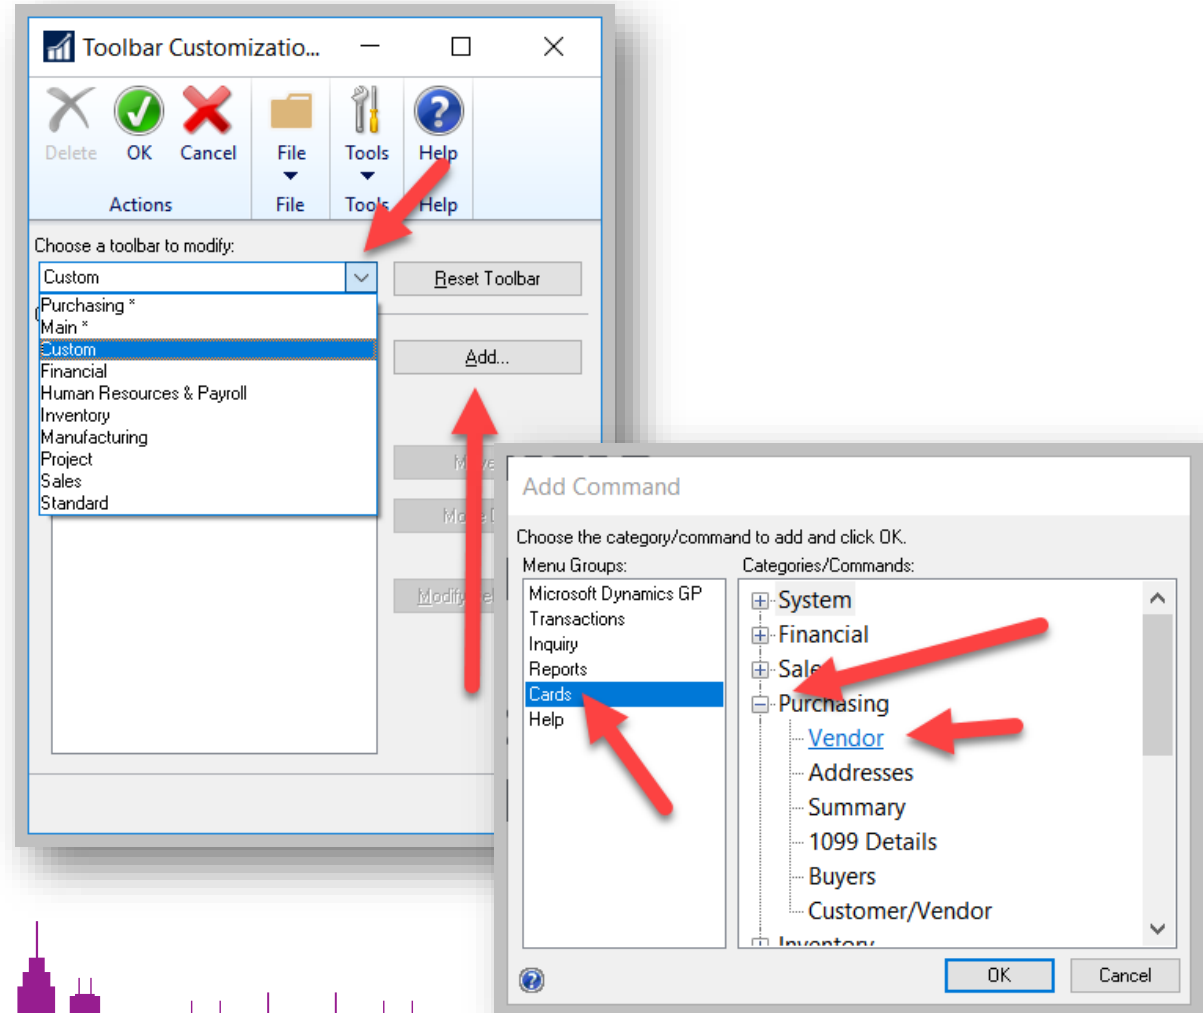 Toolbar Customizatio...
Delete OK Cancel File Tools Help
Actions File Tools Help
Choose a toolbar to modify:
Custom
Reset Toolbar
Purchasing *
Main *
Custom
Financial
Human Resources & Payroll
Inventory
Manufacturing
Project
Sales
Standard
Add...
Add Command
Choose the category/command to add and click OK.
Menu Groups:
Microsoft Dynamics GP
Transactions
Inquiry
Reports
Cards
Help
Categories/Commands:
System
Financial
Purchasing
Vendor
Addresses
Summary
1099 Details
Buyers
Customer/Vendor
Inventory
OK Cancel